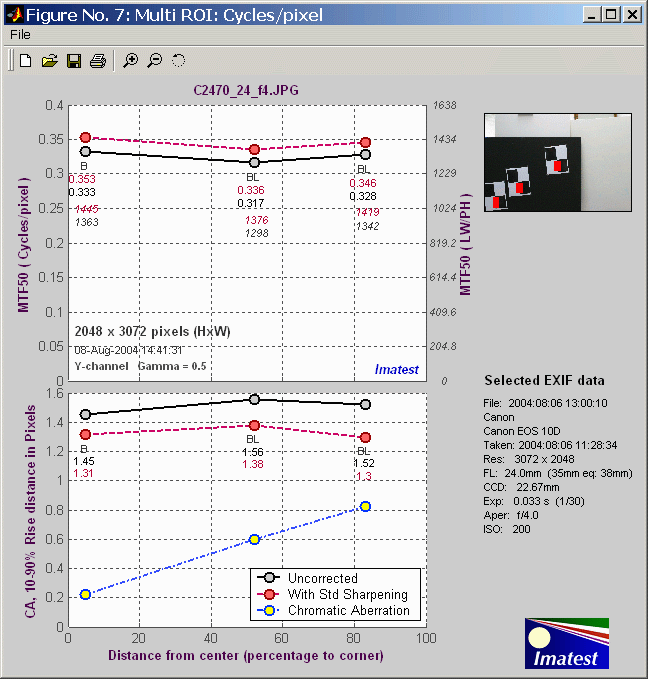 Figure No. 7: Multi ROI: Cycles/pixel
File
C2470_24_f4.JPG
0.4
0.35
0.3
0.25
0.2
0.15
0.1
0.05
0
MTF50 ( Cycles/pixel )
1638
1434
1229
1024
819.2
614.4
409.6
204.8
0
MTF50 ( LW/PH )
B
0.353
0.333
1445
1363
BL
0.336
0.317
1376
1298
BL
0.346
0.328
1419
1342
2048 x 3072 pixels (HxW)
08-Aug-2004 14:41:31
Y-channel Gamma = 0.5
Imatest
1.6
1.4
1.2
1
0.8
0.6
0.4
0.2
0
CA, 10-90% Rise distance in Pixels
B
1.45
1.31
BL
1.56
1.38
BL
1.52
1.3
Uncorrected
With Std Sharpening
Chromatic Aberration
0 20 40 60 80 100
Distance from center (percentage to corner)
Selected EXIF data
File: 2004:08:06 13:00:10
Canon
Canon EOS 10D
Taken: 2004:08:06 11:28:34
Res: 3072 x 2048
FL: 24.0mm (35mm eq: 38mm)
CCD: 22.67mm
Exp: 0.033 s (1/30)
Aper: f/4.0
ISO: 200
Imatest